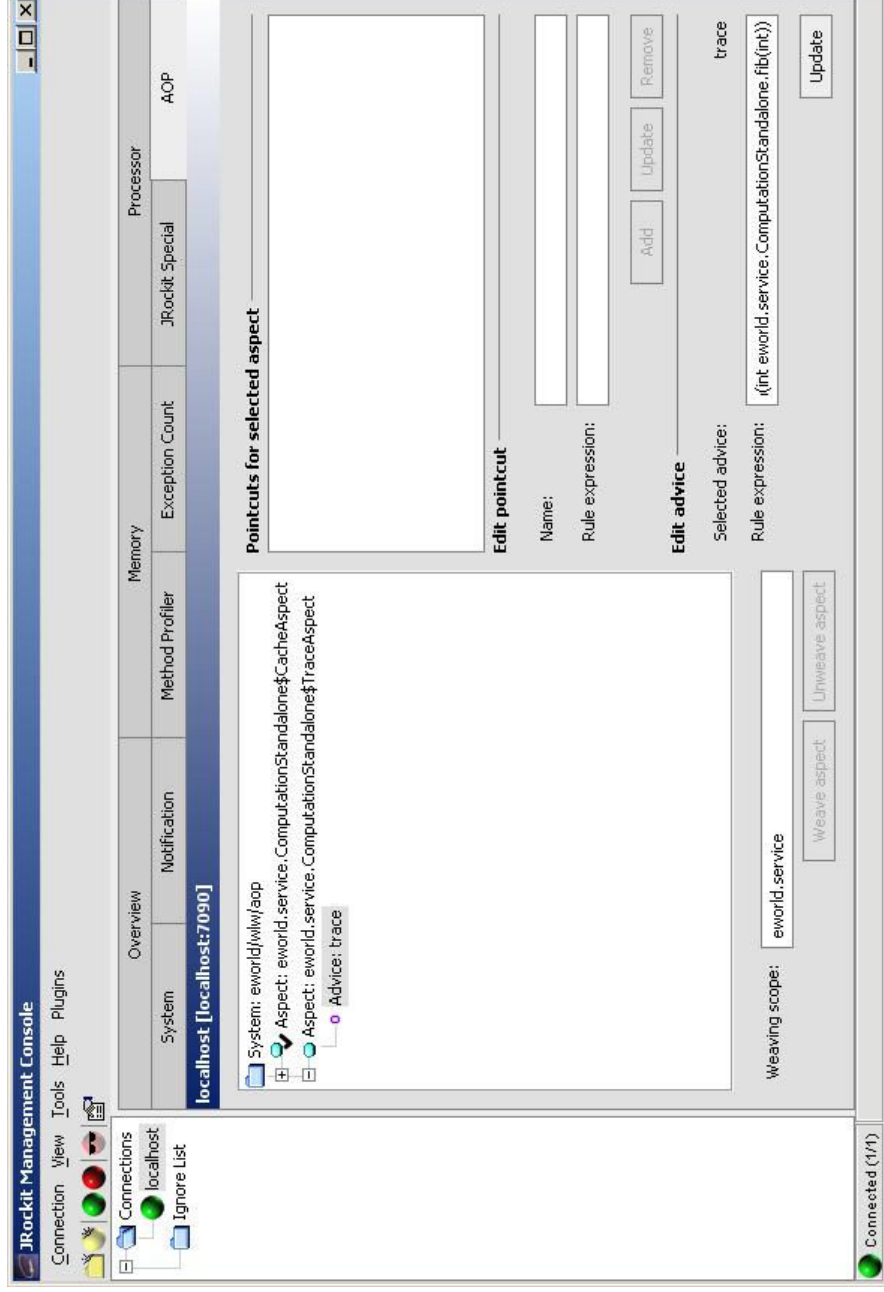 JRockit Management Console
Connection View Tools Help Plugins
Connections
localhost
Ignore List
Overview Memory Processor
System Notification Method Profiler Exception Count JRockit Special AOP
localhost [localhost:7090]
System: eworld/wlw/aop
Aspect: eworld.service.ComputationStandalone$CacheAspect
Aspect: eworld.service.ComputationStandalone$TraceAspect
Advice: trace
Weaving scope: eworld.service
Weave aspect Unweave aspect
Pointcuts for selected aspect
Edit pointcut
Name:
Rule expression:
Add Update Remove
Edit advice
Selected advice: trace
Rule expression: (int eworld.service.ComputationStandalone.fib(int))
Update
Connected (1/1)